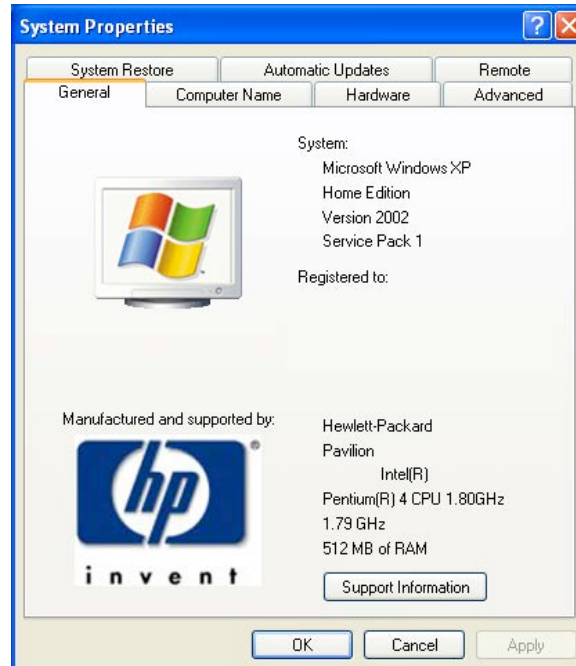 System Properties
System Restore
Automatic Updates
Remote
General
Computer Name
Hardware
Advanced
System:
Microsoft Windows XP
Home Edition
Version 2002
Service Pack 1
Registered to:
Manufactured and supported by:
hp
®
invent
Hewlett-Packard
Pavilion
Intel(R)
Pentium(R) 4 CPU 1.80GHz
1.79 GHz
512 MB of RAM
Support Information
OK
Cancel
Apply